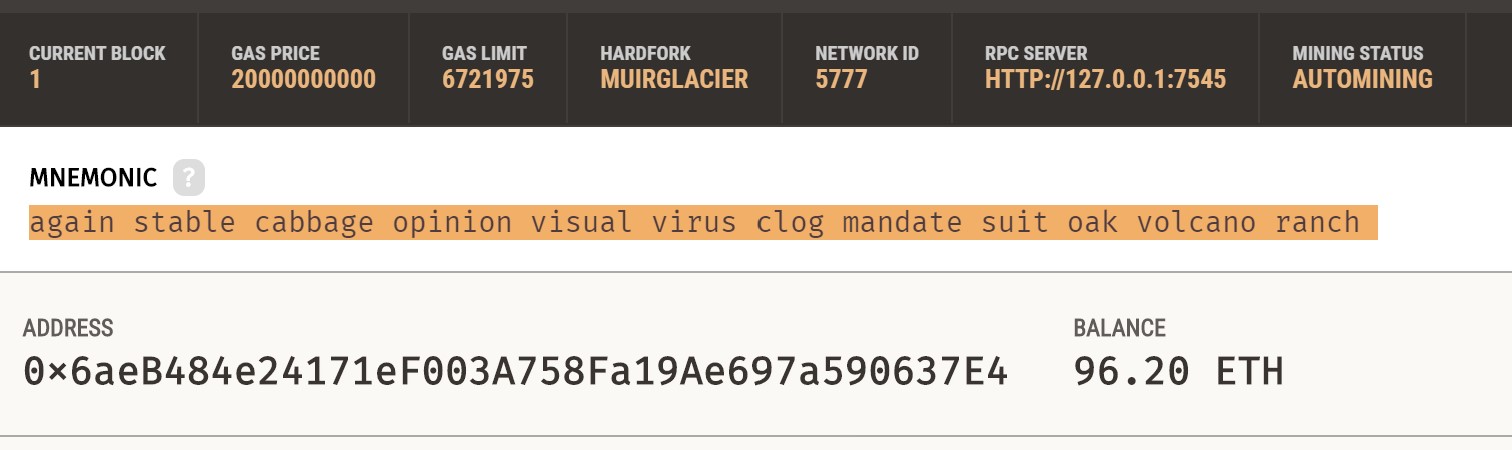 CURRENT BLOCK GAS PRICE GAS LIMIT HARDFORK NETWORK ID RPC SERVER MINING STATUS
1 20000000000 6721975 MUIRGLACIER 5777 HTTP://127.0.0.1:7545 AUTOMINING
MNEMONIC ?
again stable cabbage opinion visual virus clog mandate suit oak volcano ranch
ADDRESS BALANCE
0×6aeB484e24171eF003A758Fa19Ae697a590637E4 96.20 ETH